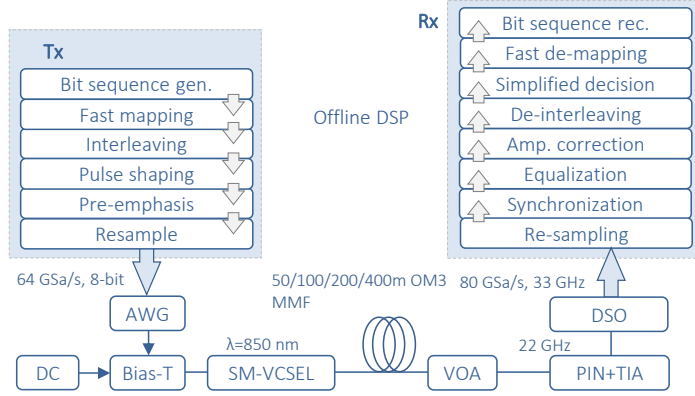 Tx
Bit sequence gen.
Fast mapping
Interleaving
Pulse shaping
Pre-emphasis
Resample
Offline DSP
Rx
Bit sequence rec.
Fast de-mapping
Simplified decision
De-interleaving
Amp. correction
Equalization
Synchronization
Re-sampling
64 GSa/s, 8-bit
50/100/200/400m OM3
MMF
80 GSa/s, 33 GHz
AWG
DSO
λ=850 nm
22 GHz
DC
Bias-T
SM-VCSEL
VOA
PIN+TIA